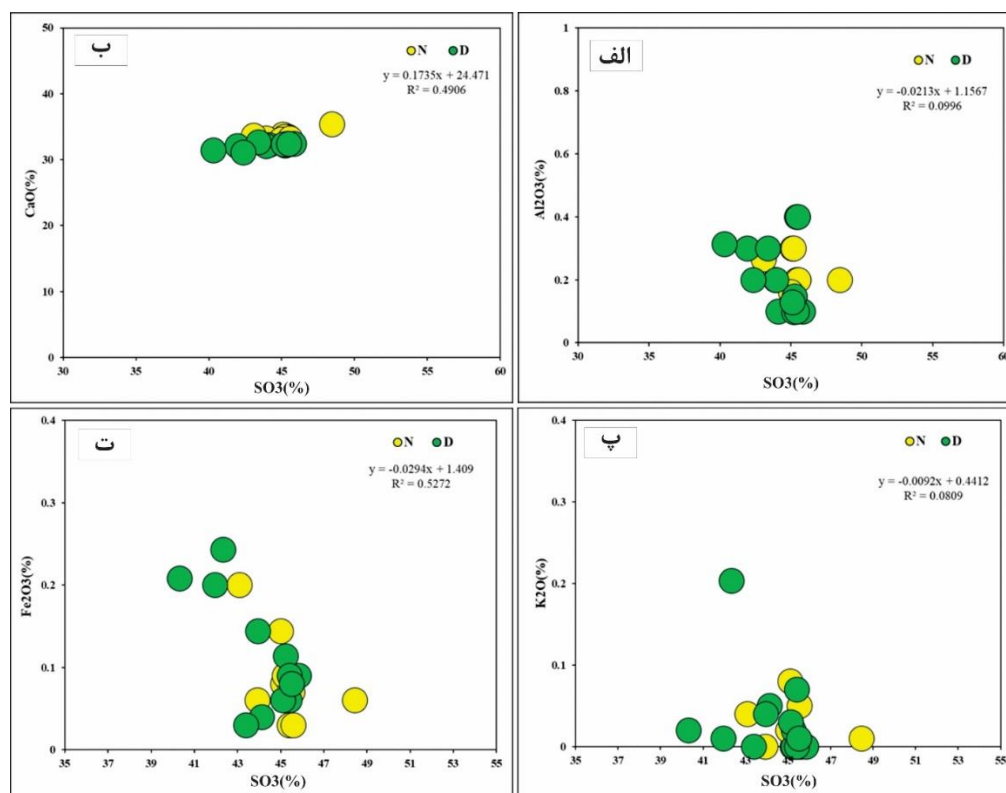 ب
N D
y = 0.1735x + 24.471
R² = 0.4906
CaO(%)
50
40
30
20
10
0
30 35 40 45 50 55 60
SO3(%)
الف
N D
y = -0.0213x + 1.1567
R² = 0.0996
Al2O3(%)
1
0.8
0.6
0.4
0.2
0
30 35 40 45 50 55 60
SO3(%)
ت
N D
y = -0.0294x + 1.409
R² = 0.5272
Fe2O3(%)
0.4
0.3
0.2
0.1
0
35 37 39 41 43 45 47 49 51 53 55
SO3(%)
پ
N D
y = -0.0092x + 0.4412
R² = 0.0809
K2O(%)
0.4
0.3
0.2
0.1
0
35 37 39 41 43 45 47 49 51 53 55
SO3(%)